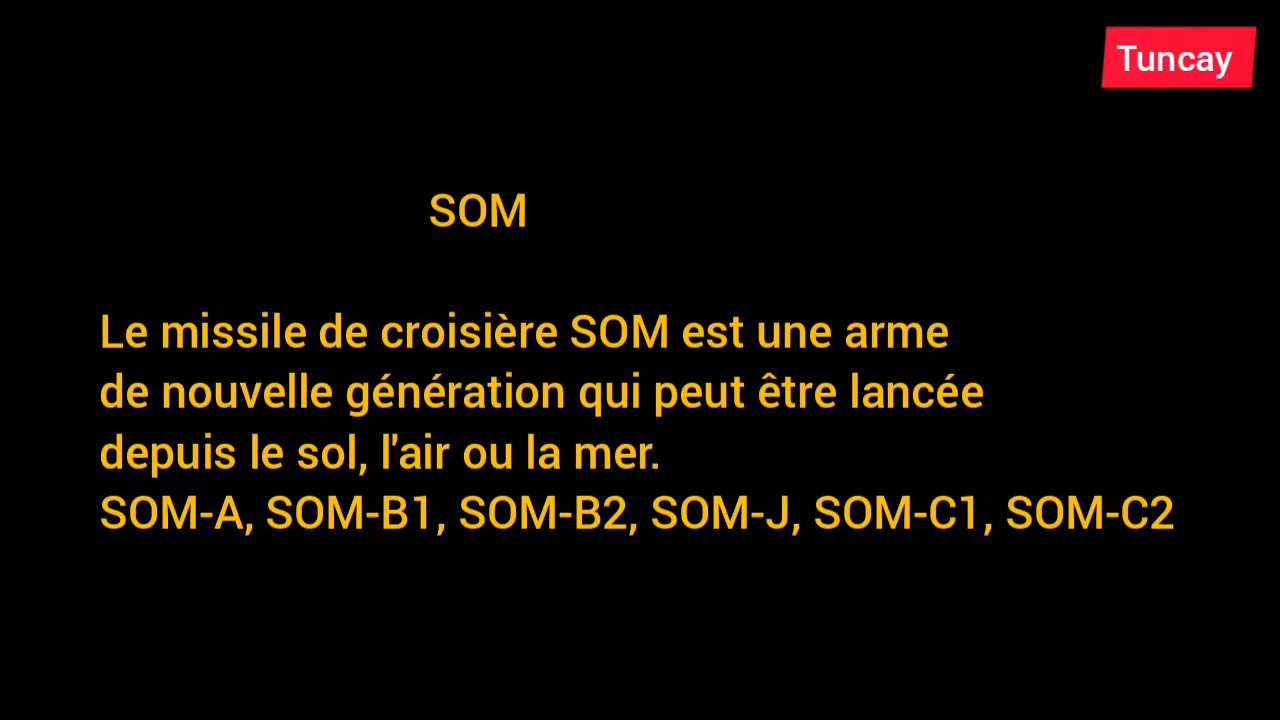 Tuncay
SOM
Le missile de croisière SOM est une arme
de nouvelle génération qui peut être lancée
depuis le sol, l'air ou la mer.
SOM-A, SOM-B1, SOM-B2, SOM-J, SOM-C1, SOM-C2